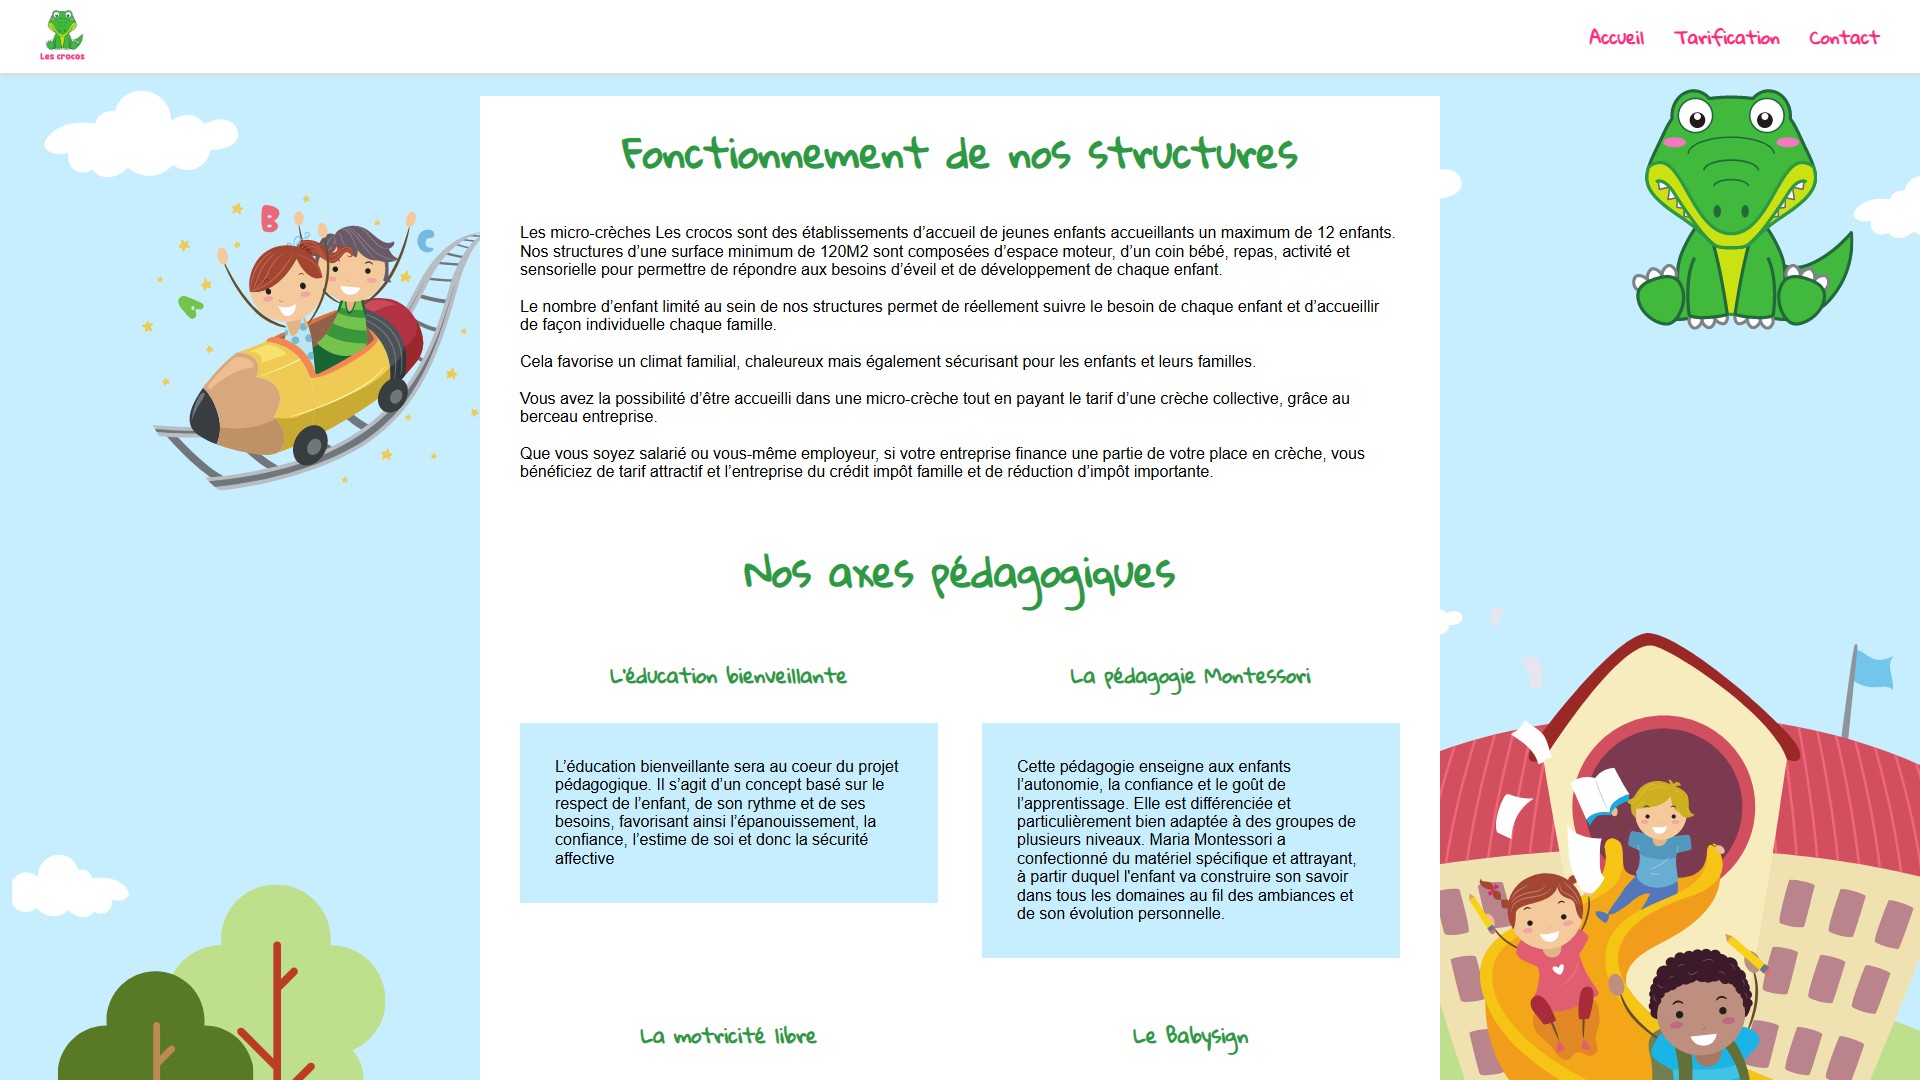 Les crocos
Accueil
Tarification
Contact
Fonctionnement de nos structures
B
C
A
Les micro-crèches Les crocos sont des établissements d’accueil de jeunes enfants accueillants un maximum de 12 enfants.
Nos structures d’une surface minimum de 120M2 sont composées d’espace moteur, d’un coin bébé, repas, activité et
sensorielle pour permettre de répondre aux besoins d’éveil et de développement de chaque enfant.
Le nombre d’enfant limité au sein de nos structures permet de réellement suivre le besoin de chaque enfant et d’accueillir
de façon individuelle chaque famille.
Cela favorise un climat familial, chaleureux mais également sécurisant pour les enfants et leurs familles.
Vous avez la possibilité d’être accueilli dans une micro-crèche tout en payant le tarif d’une crèche collective, grâce au
berceau entreprise.
Que vous soyez salarié ou vous-même employeur, si votre entreprise finance une partie de votre place en crèche, vous
bénéficiez de tarif attractif et l’entreprise du crédit impôt famille et de réduction d’impôt importante.
Nos axes pédagogiques
L'éducation bienveillante
L’éducation bienveillante sera au coeur du projet
pédagogique. Il s’agit d’un concept basé sur le
respect de l’enfant, de son rythme et de ses
besoins, favorisant ainsi l’épanouissement, la
confiance, l’estime de soi et donc la sécurité
affective
La pédagogie Montessori
Cette pédagogie enseigne aux enfants
l’autonomie, la confiance et le goût de
l’apprentissage. Elle est différenciée et
particulièrement bien adaptée à des groupes de
plusieurs niveaux. Maria Montessori a
confectionné du matériel spécifique et attrayant,
à partir duquel l'enfant va construire son savoir
dans tous les domaines au fil des ambiances et
de son évolution personnelle.
La motricité libre
Le Babysign